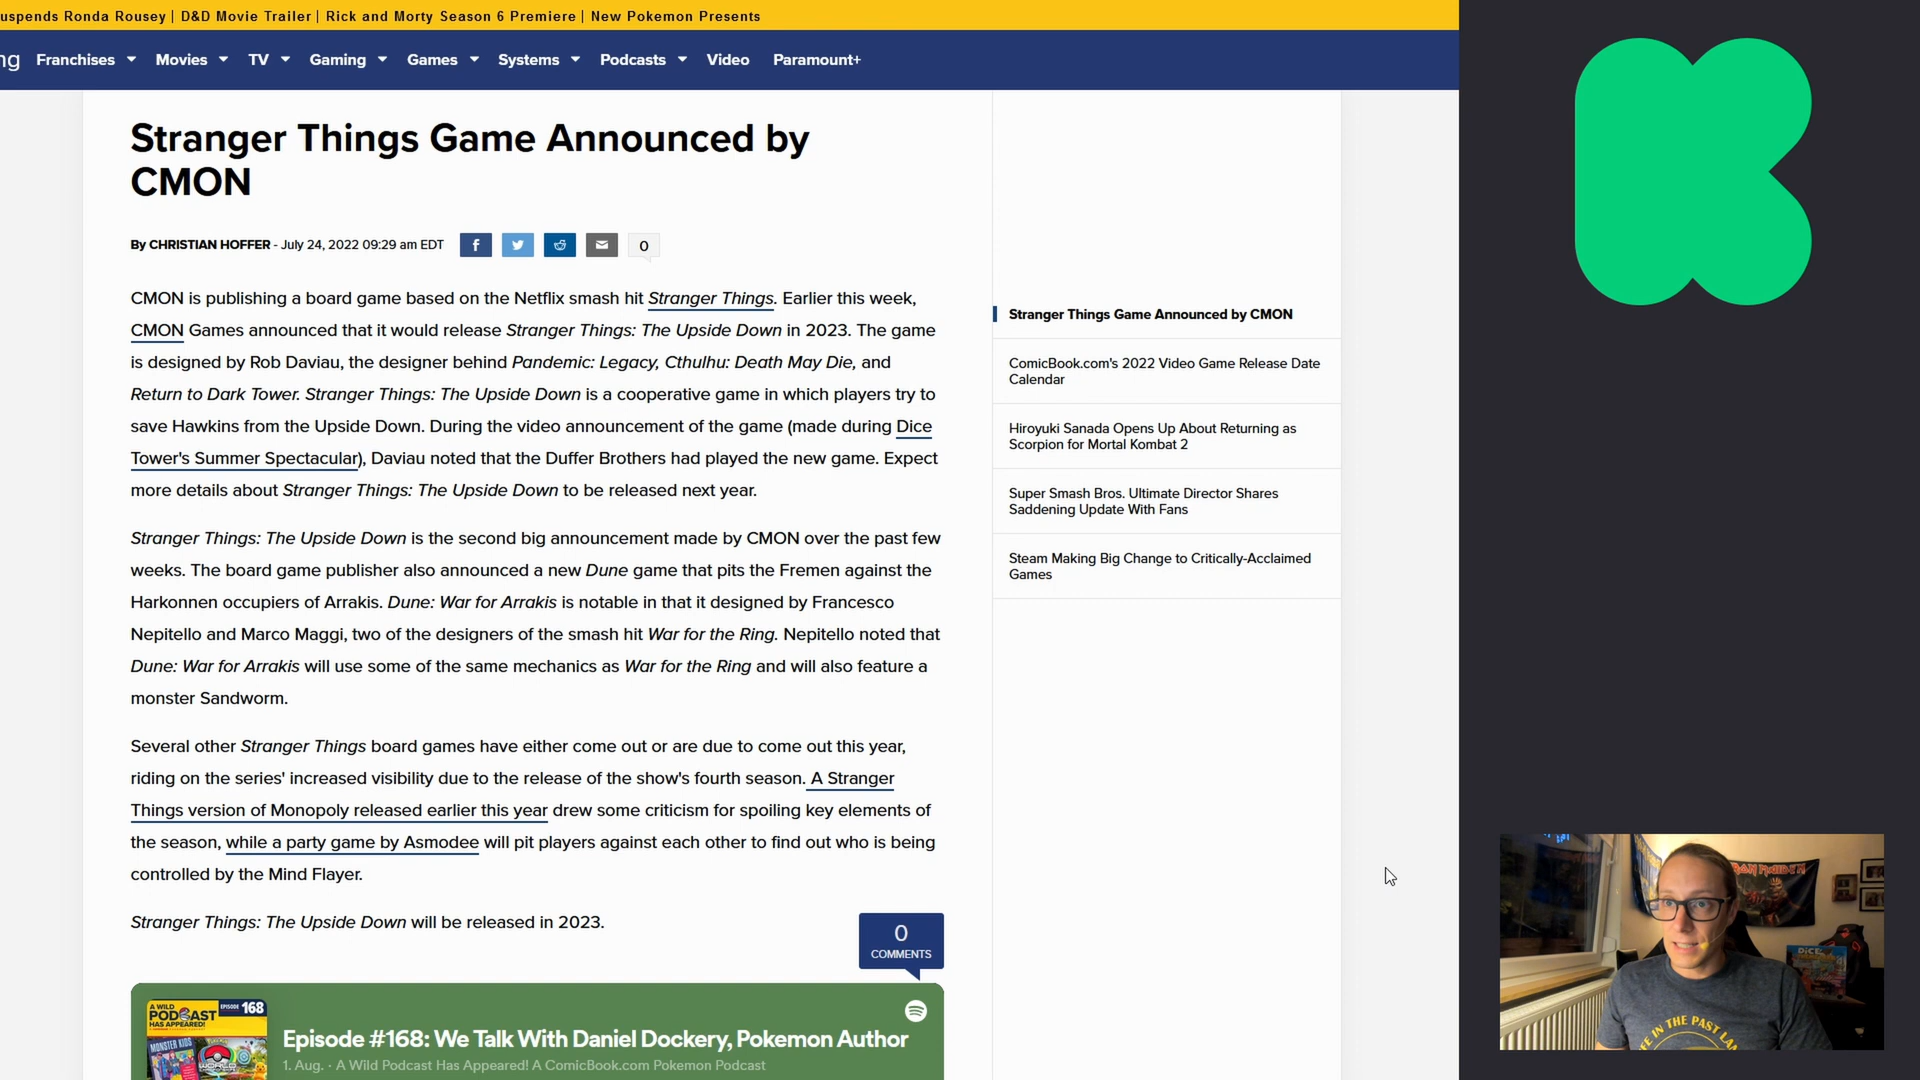 uspends Ronda Rousey | D&D Movie Trailer | Rick and Morty Season 6 Premiere | New Pokemon Presents
ng Franchises Movies TV Gaming Games Systems Podcasts Video Paramount+
Stranger Things Game Announced by
CMON
By CHRISTIAN HOFFER - July 24, 2022 09:29 am EDT
0
CMON is publishing a board game based on the Netflix smash hit Stranger Things. Earlier this week,
CMON Games announced that it would release Stranger Things: The Upside Down in 2023. The game
is designed by Rob Daviau, the designer behind Pandemic: Legacy, Cthulhu: Death May Die, and
Return to Dark Tower. Stranger Things: The Upside Down is a cooperative game in which players try to
save Hawkins from the Upside Down. During the video announcement of the game (made during Dice
Tower's Summer Spectacular), Daviau noted that the Duffer Brothers had played the new game. Expect
more details about Stranger Things: The Upside Down to be released next year.
Stranger Things: The Upside Down is the second big announcement made by CMON over the past few
weeks. The board game publisher also announced a new Dune game that pits the Fremen against the
Harkonnen occupiers of Arrakis. Dune: War for Arrakis is notable in that it designed by Francesco
Nepitello and Marco Maggi, two of the designers of the smash hit War for the Ring. Nepitello noted that
Dune: War for Arrakis will use some of the same mechanics as War for the Ring and will also feature a
monster Sandworm.
Several other Stranger Things board games have either come out or are due to come out this year,
riding on the series' increased visibility due to the release of the show's fourth season. A Stranger
Things version of Monopoly released earlier this year drew some criticism for spoiling key elements of
the season, while a party game by Asmodee will pit players against each other to find out who is being
controlled by the Mind Flayer.
Stranger Things: The Upside Down will be released in 2023.
0
COMMENTS
A WILD
PODCAST
HAS APPEARED!
EPISODE 168
MONSTER KIDS
Episode #168: We Talk With Daniel Dockery, Pokemon Author
1. Aug. · A Wild Podcast Has Appeared! A ComicBook.com Pokemon Podcast
Stranger Things Game Announced by CMON
ComicBook.com's 2022 Video Game Release Date
Calendar
Hiroyuki Sanada Opens Up About Returning as
Scorpion for Mortal Kombat 2
Super Smash Bros. Ultimate Director Shares
Saddening Update With Fans
Steam Making Big Change to Critically-Acclaimed
Games
K
IRON MAIDEN
DICE
IN THE PAST